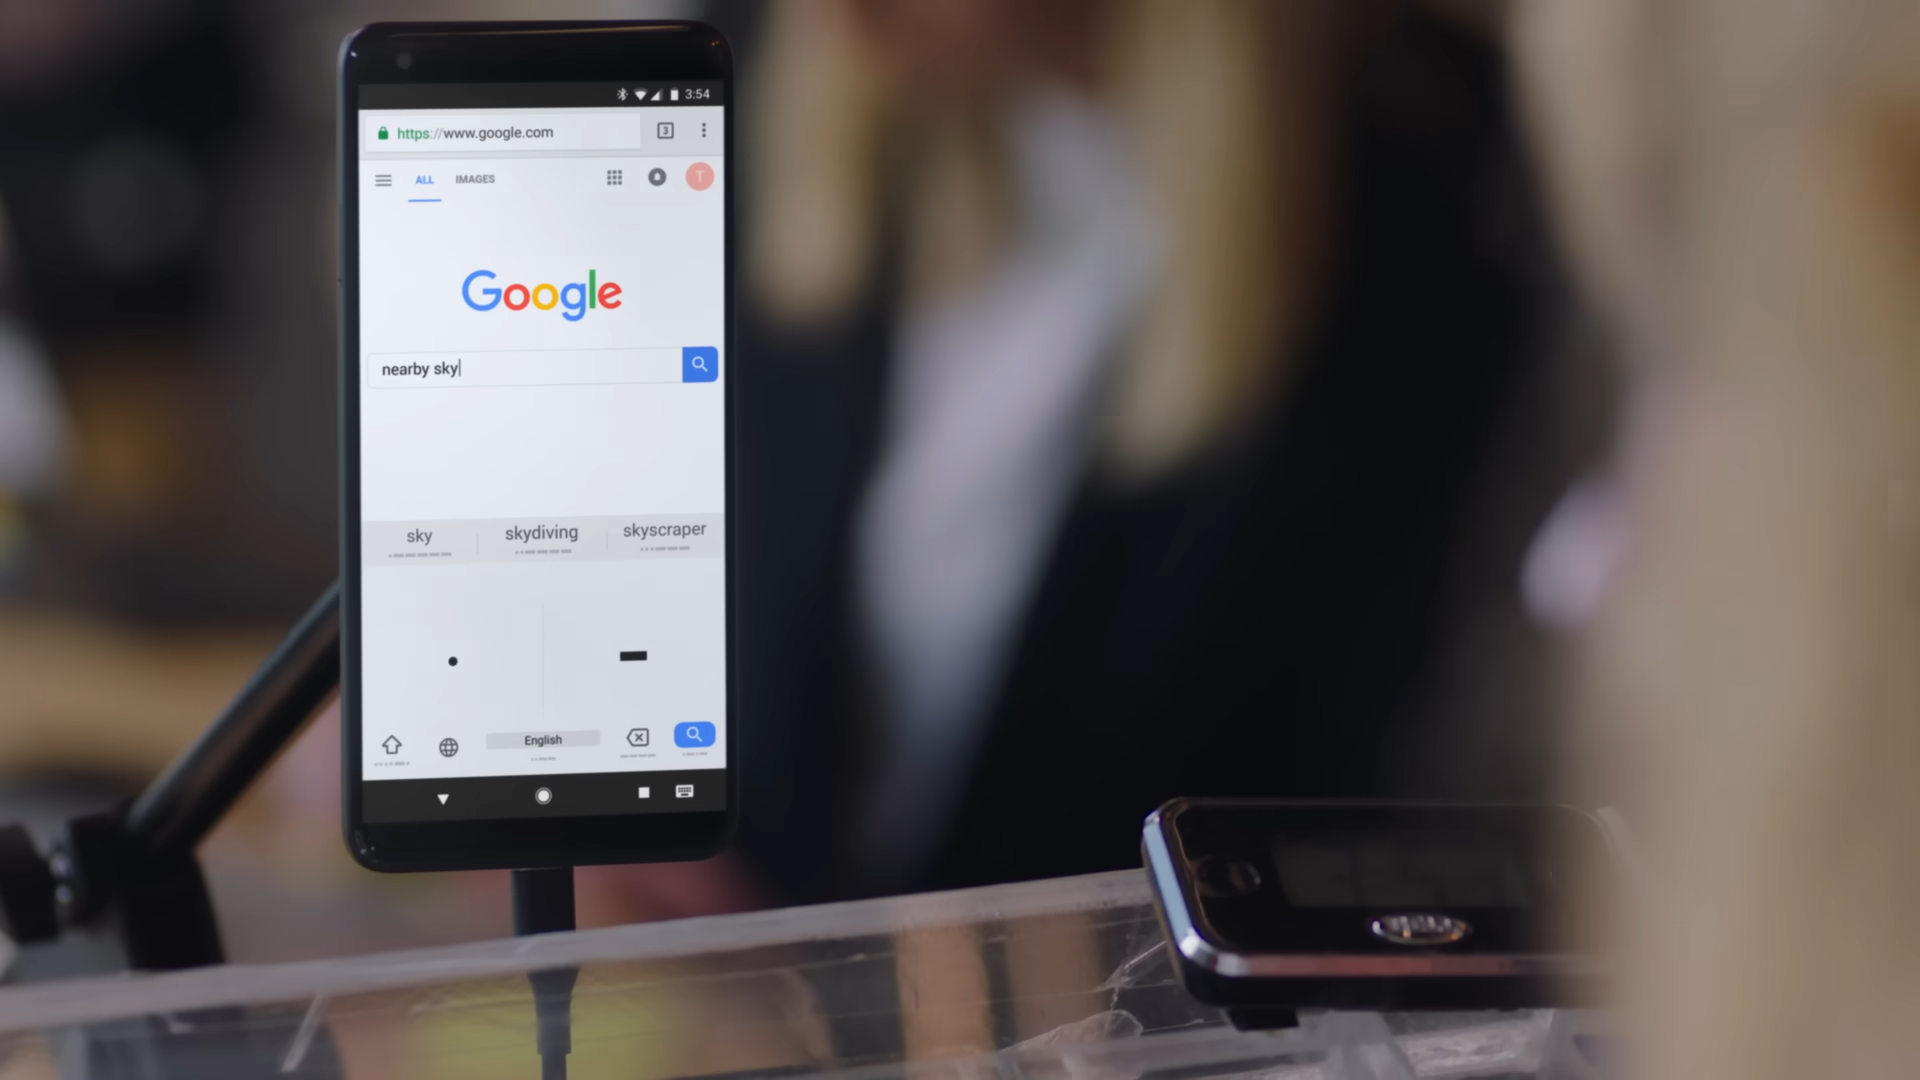 3:54
https://www.google.com
3
ALL IMAGES
T
Google
nearby sky
sky skydiving skyscraper
English